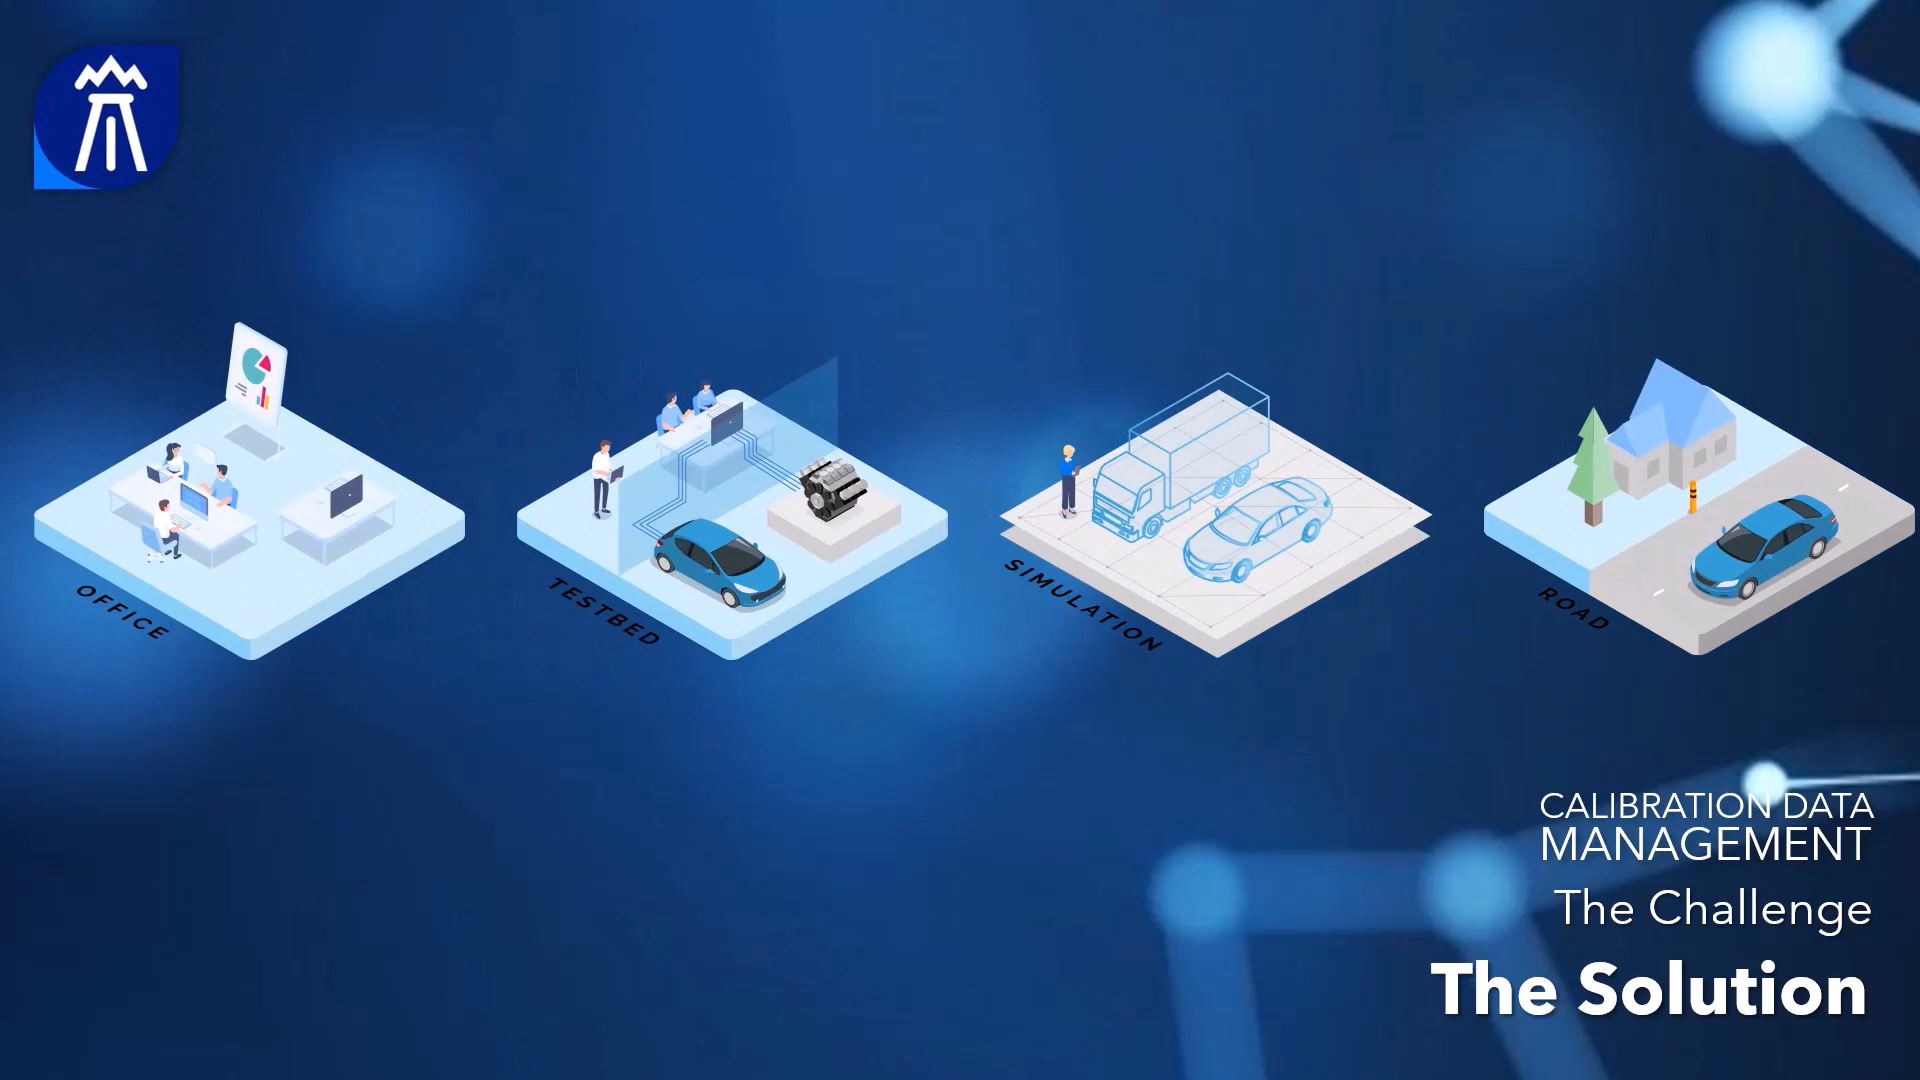 OFFICE
TESTBED
SIMULATION
ROAD
CALIBRATION DATA
MANAGEMENT
The Challenge
The Solution